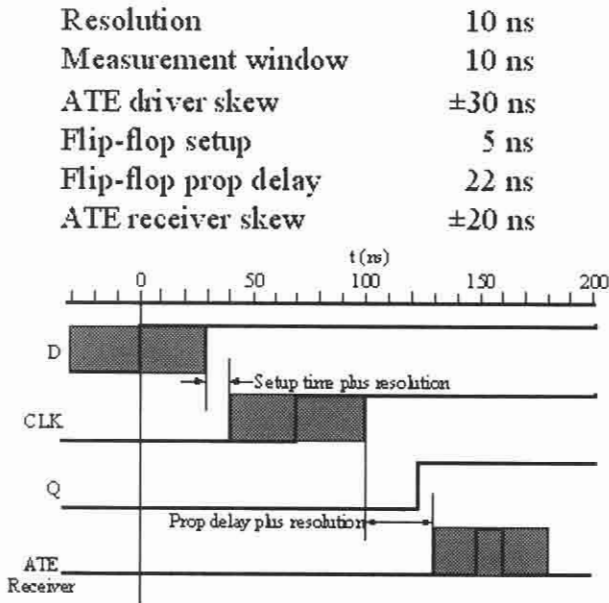 Resolution 10 ns
Measurement window 10 ns
ATE driver skew ±30 ns
Flip-flop setup 5 ns
Flip-flop prop delay 22 ns
ATE receiver skew ±20 ns
t (ns)
0 50 100 150 200
D
Setup time plus resolution
CLK
Q
Prop delay plus resolution
ATE
Receiver